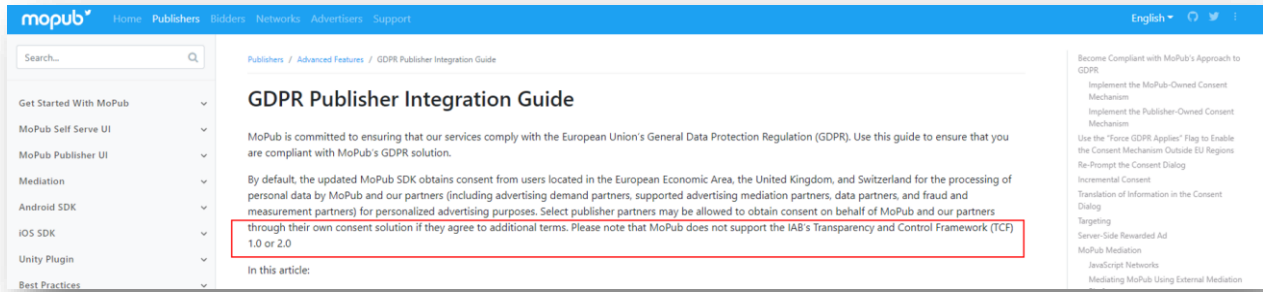 mopub
Home Publishers Bidders Networks Advertisers Support
English
Search...
Get Started With MoPub
MoPub Self Serve UI
MoPub Publisher UI
Mediation
Android SDK
iOS SDK
Unity Plugin
Best Practices
Publishers / Advanced Features / GDPR Publisher Integration Guide
GDPR Publisher Integration Guide
MoPub is committed to ensuring that our services comply with the European Union's General Data Protection Regulation (GDPR). Use this guide to ensure that you
are compliant with MoPub's GDPR solution.
By default, the updated MoPub SDK obtains consent from users located in the European Economic Area, the United Kingdom, and Switzerland for the processing of
personal data by MoPub and our partners (including advertising demand partners, supported advertising mediation partners, data partners, and fraud and
measurement partners) for personalized advertising purposes. Select publisher partners may be allowed to obtain consent on behalf of MoPub and our partners
through their own consent solution if they agree to additional terms. Please note that MoPub does not support the IAB's Transparency and Control Framework (TCF)
1.0 or 2.0
In this article:
Become Compliant with MoPub's Approach to
GDPR
Implement the MoPub-Owned Consent
Mechanism
Implement the Publisher-Owned Consent
Mechanism
Use the "Force GDPR Applies" Flag to Enable
the Consent Mechanism Outside EU Regions
Re-Prompt the Consent Dialog
Incremental Consent
Translation of Information in the Consent
Dialog
Targeting
Server-Side Rewarded Ad
MoPub Mediation
JavaScript Networks
Mediating MoPub Using External Mediation